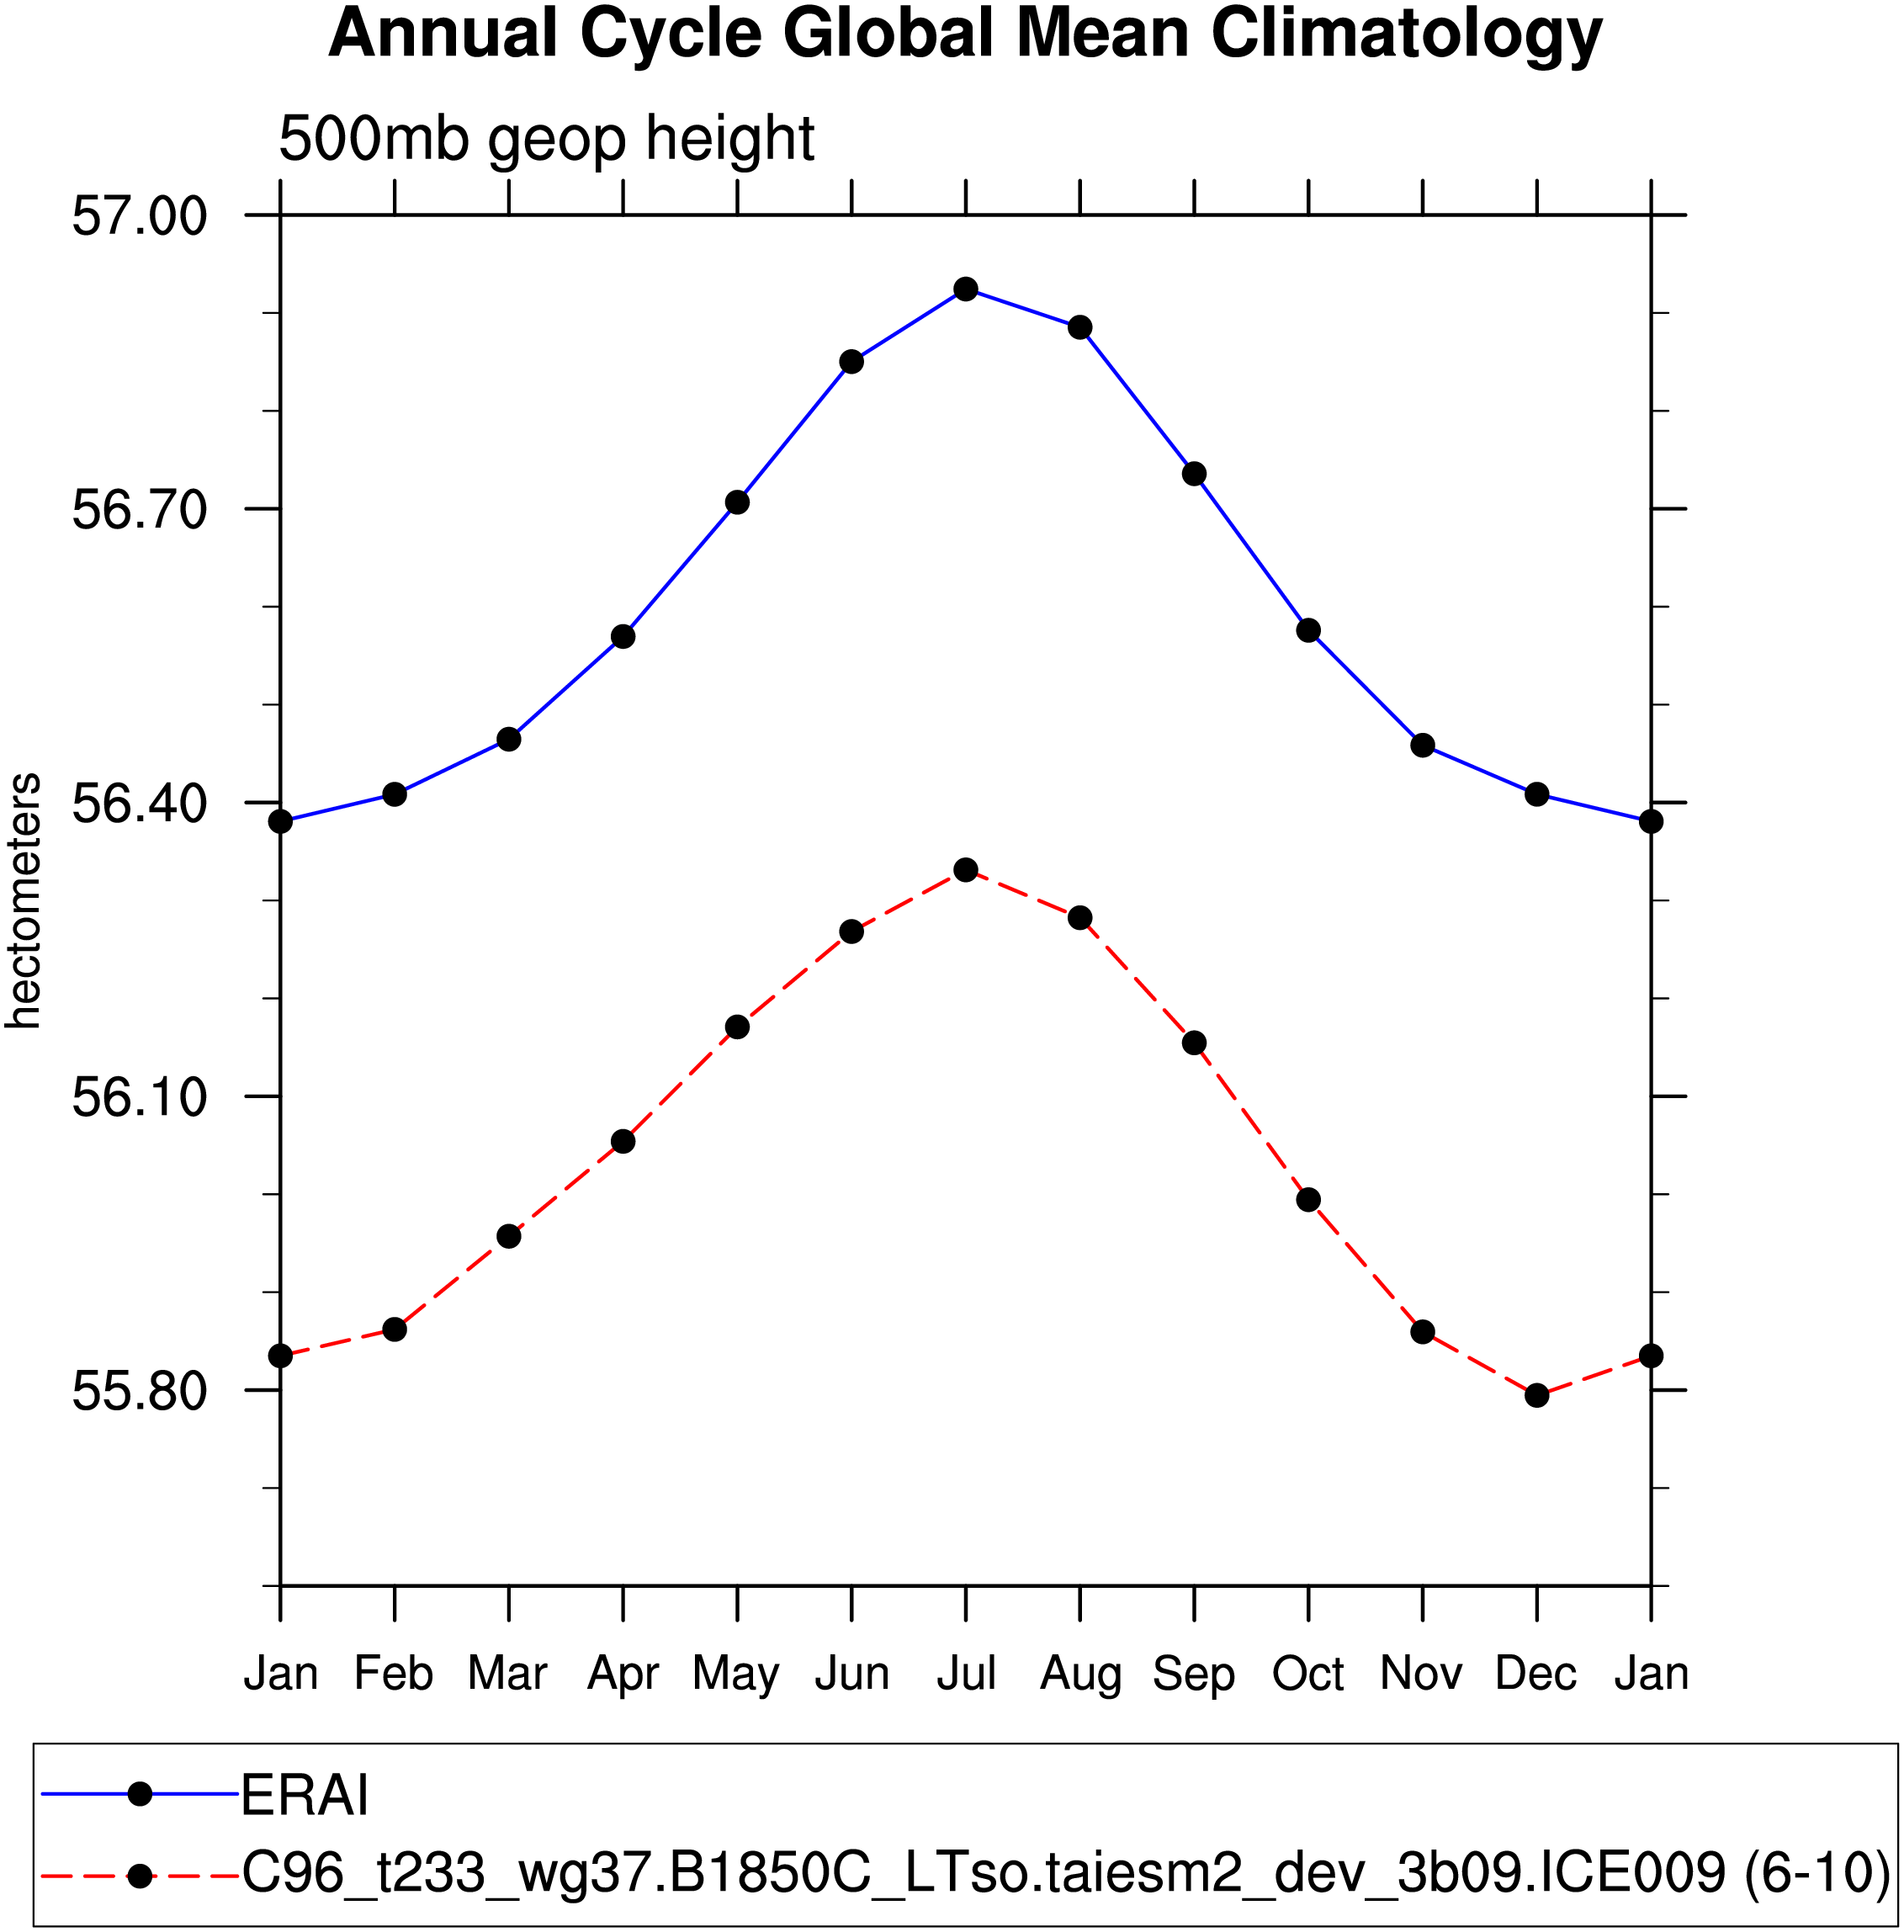 Annual Cycle Global Mean Climatology
500mb geop height
57.00
56.70
56.40
56.10
55.80
hectometers
Jan Feb Mar Apr May Jun Jul Aug Sep Oct Nov Dec Jan
ERAI
C96_t233_wg37.B1850C_LTso.taiesm2_dev_3b09.ICE009 (6-10)